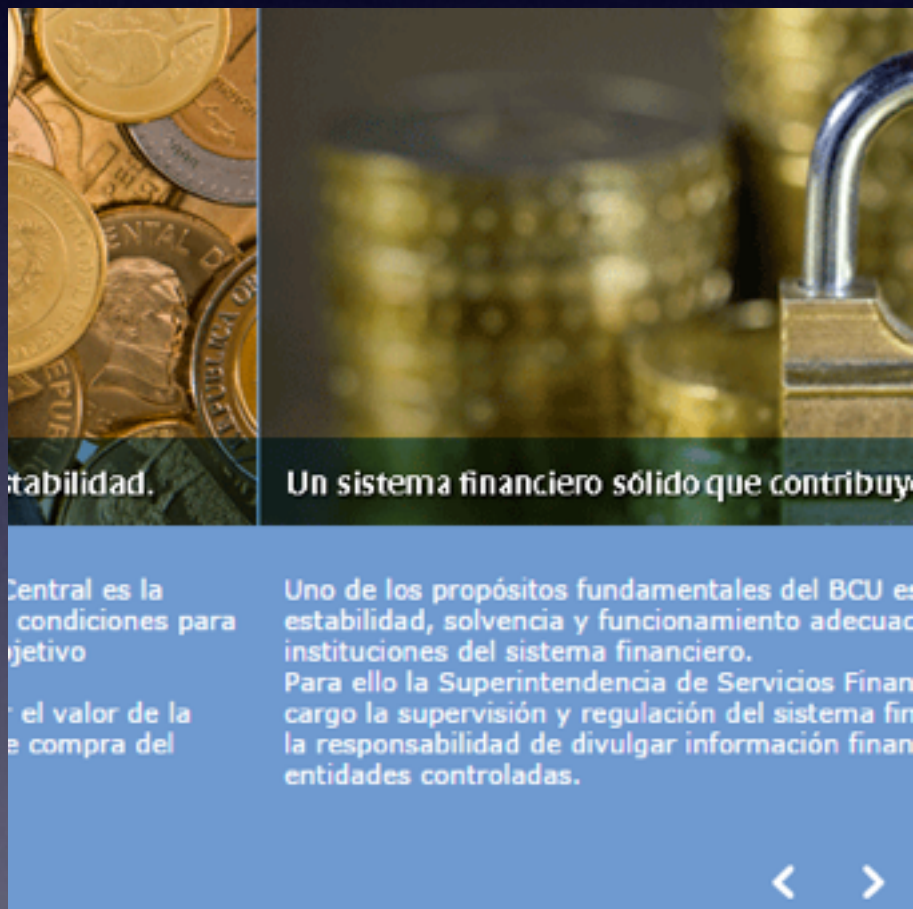 tabilidad.
Un sistema financiero sólido que contribuy
Central es la
condiciones para
jetivo
el valor de la
e compra del
Uno de los propósitos fundamentales del BCU es
estabilidad, solvencia y funcionamiento adecuad
instituciones del sistema financiero.
Para ello la Superintendencia de Servicios Finan
cargo la supervisión y regulación del sistema fin
la responsabilidad de divulgar información finan
entidades controladas.